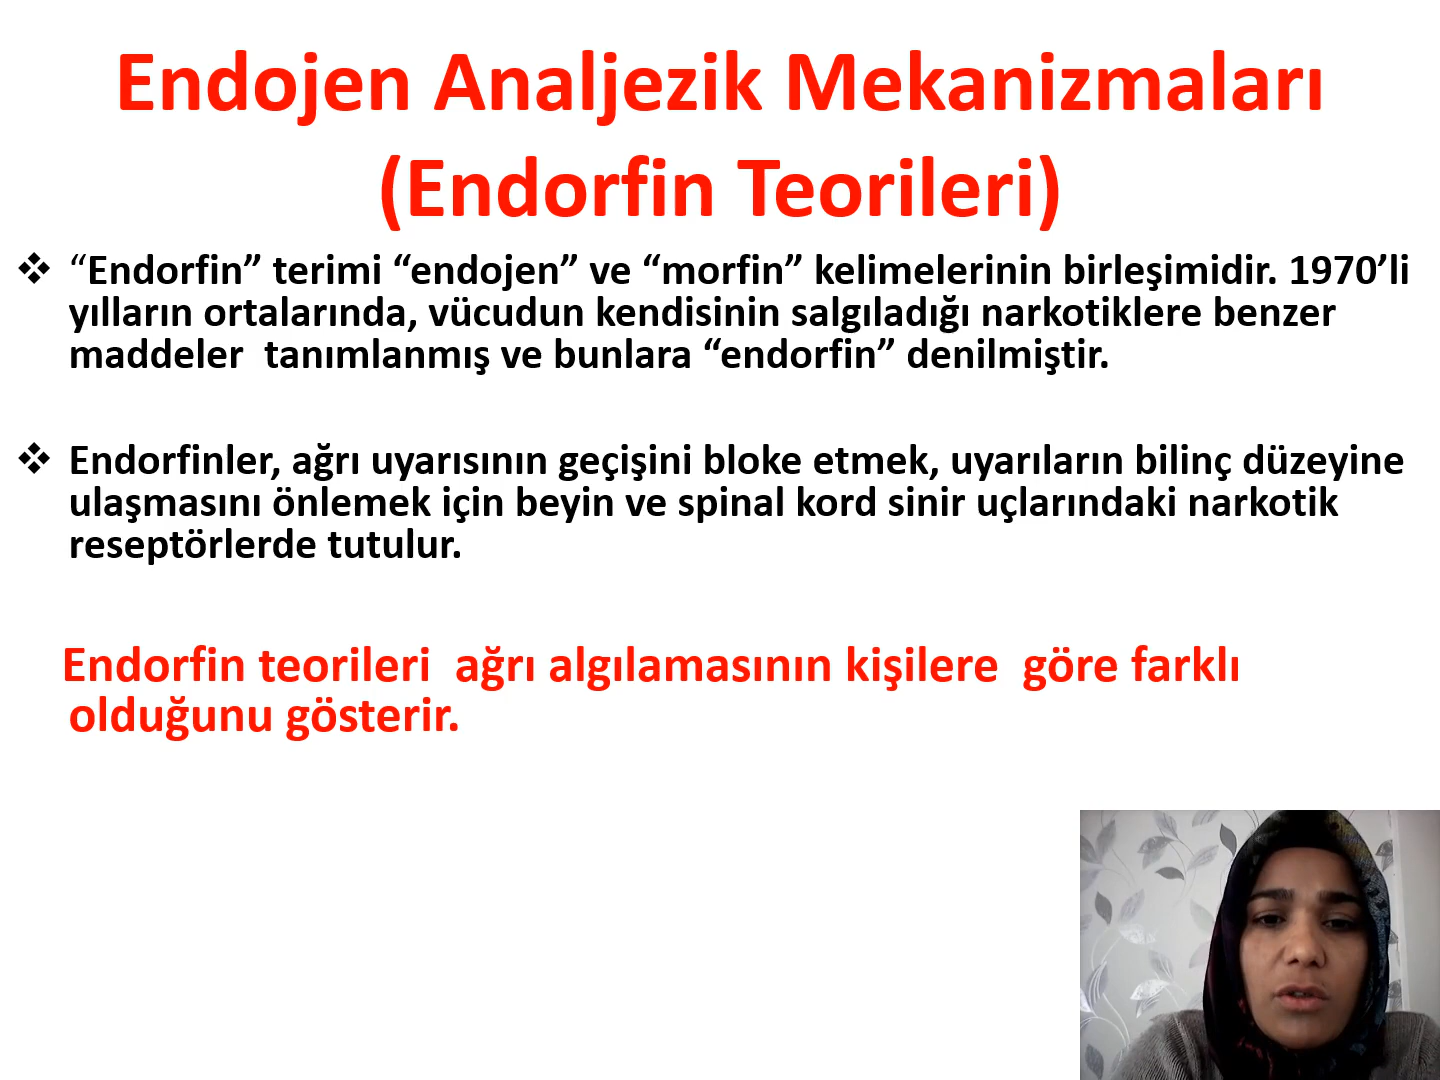 Endojen Analjezik Mekanizmaları
(Endorfin Teorileri)
❖ “Endorfin” terimi “endojen” ve “morfin” kelimelerinin birleşimidir. 1970’li
yılların ortalarında, vücudun kendisinin salgıladığı narkotiklere benzer
maddeler  tanımlanmış ve bunlara “endorfin” denilmiştir.
❖ Endorfinler, ağrı uyarısının geçişini bloke etmek, uyarıların bilinç düzeyine
ulaşmasını önlemek için beyin ve spinal kord sinir uçlarındaki narkotik
reseptörlerde tutulur.
Endorfin teorileri  ağrı algılamasının kişilere  göre farklı
olduğunu gösterir.